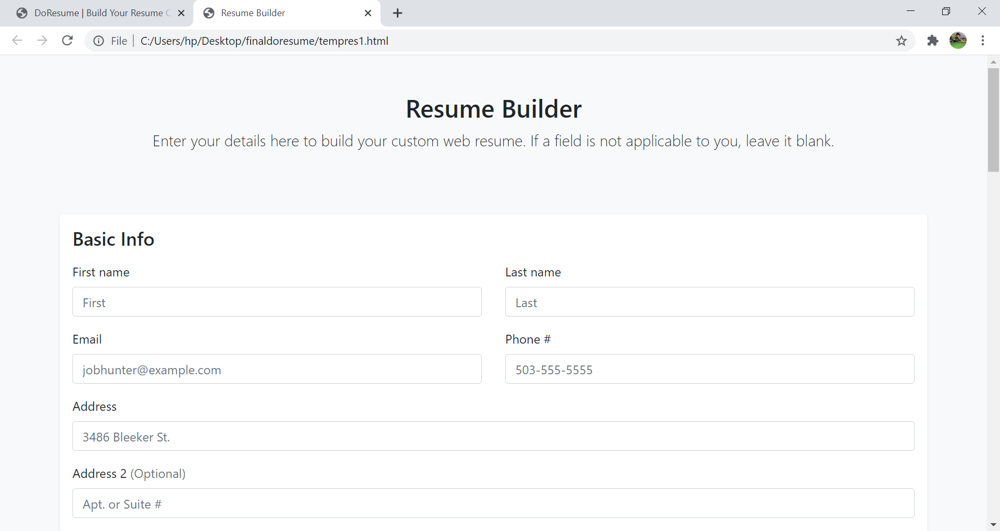 DoResume | Build Your Resume
Resume Builder
File
C:/Users/hp/Desktop/finaldoresume/tempres1.html
Resume Builder
Enter your details here to build your custom web resume. If a field is not applicable to you, leave it blank.
Basic Info
First name
Last name
First
Last
Email
Phone #
jobhunter@example.com
503-555-5555
Address
3486 Bleeker St.
Address 2 (Optional)
Apt. or Suite #